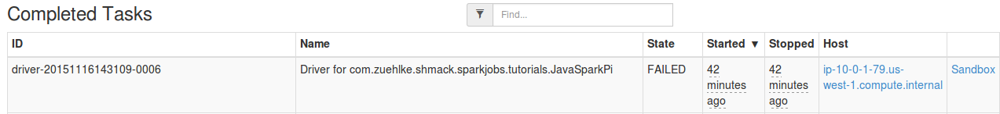 Completed Tasks
Find...
ID Name State Started ▼ Stopped Host
driver-20151116143109-0006 Driver for com.zuehlke.shmack.sparkjobs.tutorials.JavaSparkPi FAILED 42 42 ip-10-0-1-79.us- Sandbox
minutes minutes west-1.compute.internal
ago ago